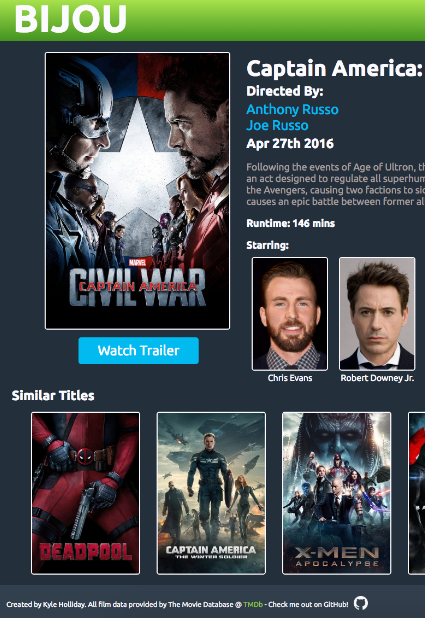 BIJOU
Captain America:
Directed By:
Anthony Russo
Joe Russo
Apr 27th 2016
Following the events of Age of Ultron, th
an act designed to regulate all superhum
the Avengers, causing two factions to sid
causes an epic battle between former al
Runtime: 146 mins
Starring:
MARVEL
CAPTAIN AMERICA
CIVIL WAR
Watch Trailer
Chris Evans
Robert Downey Jr.
Similar Titles
DEADPOOL
CAPTAIN AMERICA
THE WINTER SOLDIER
X-MEN
APOCALYPSE
Created by Kyle Holliday. All film data provided by The Movie Database @ TMDb - Check me out on GitHub!